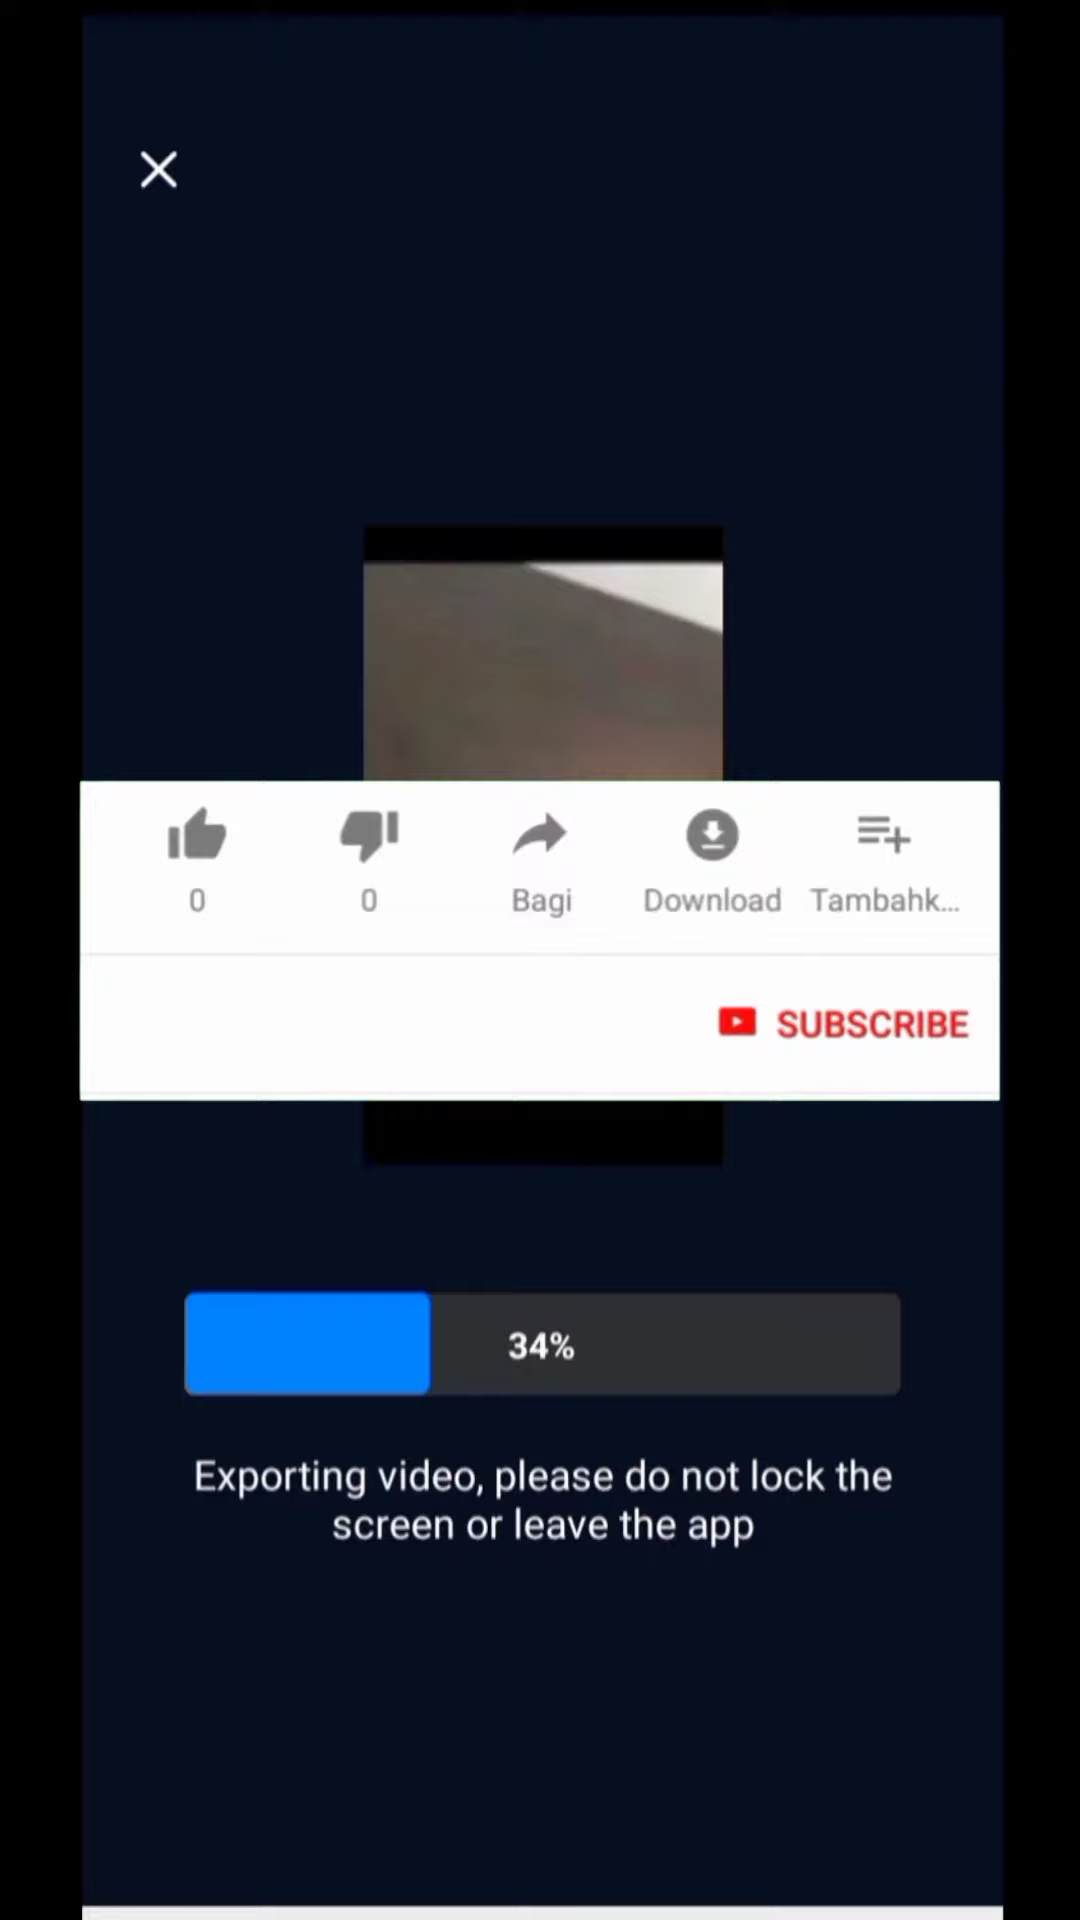 0 0 Bagi Download Tambahk...
SUBSCRIBE
34%
Exporting video, please do not lock the
screen or leave the app